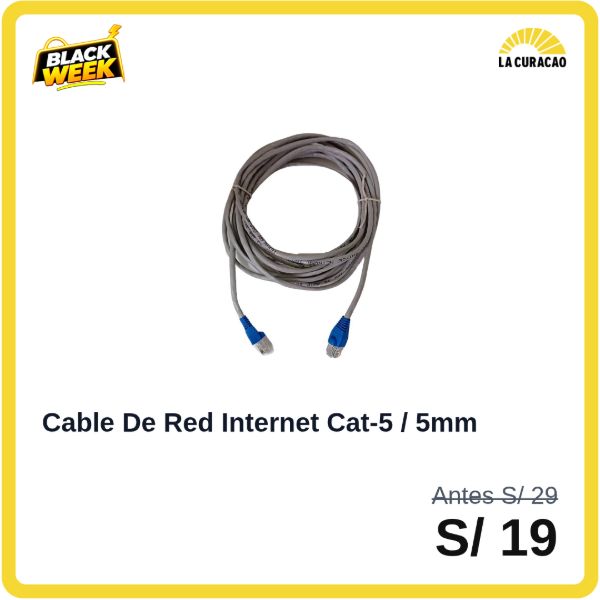 BLACK
WEEK
LA CURACAO
Cable De Red Internet Cat-5 / 5mm
Antes S/ 29
S/ 19